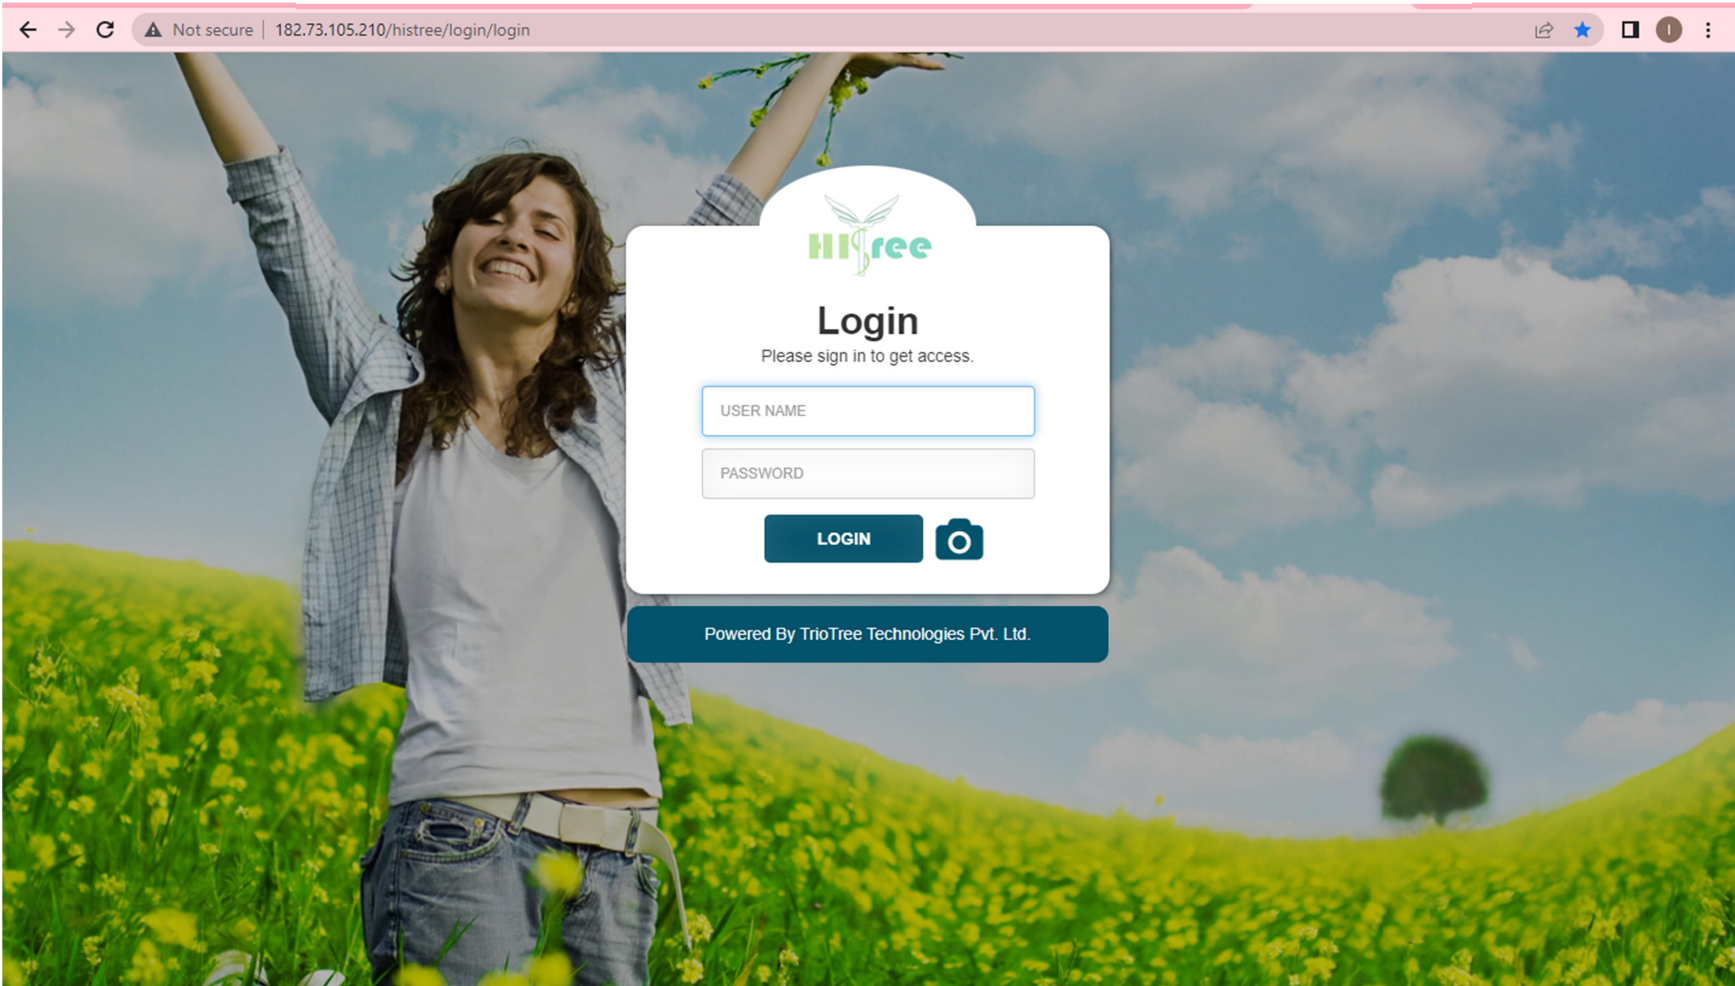 Not secure
182.73.105.210/histree/login/login
I
HISTree
Login
Please sign in to get access.
USER NAME
PASSWORD
LOGIN
Powered By TrioTree Technologies Pvt. Ltd.